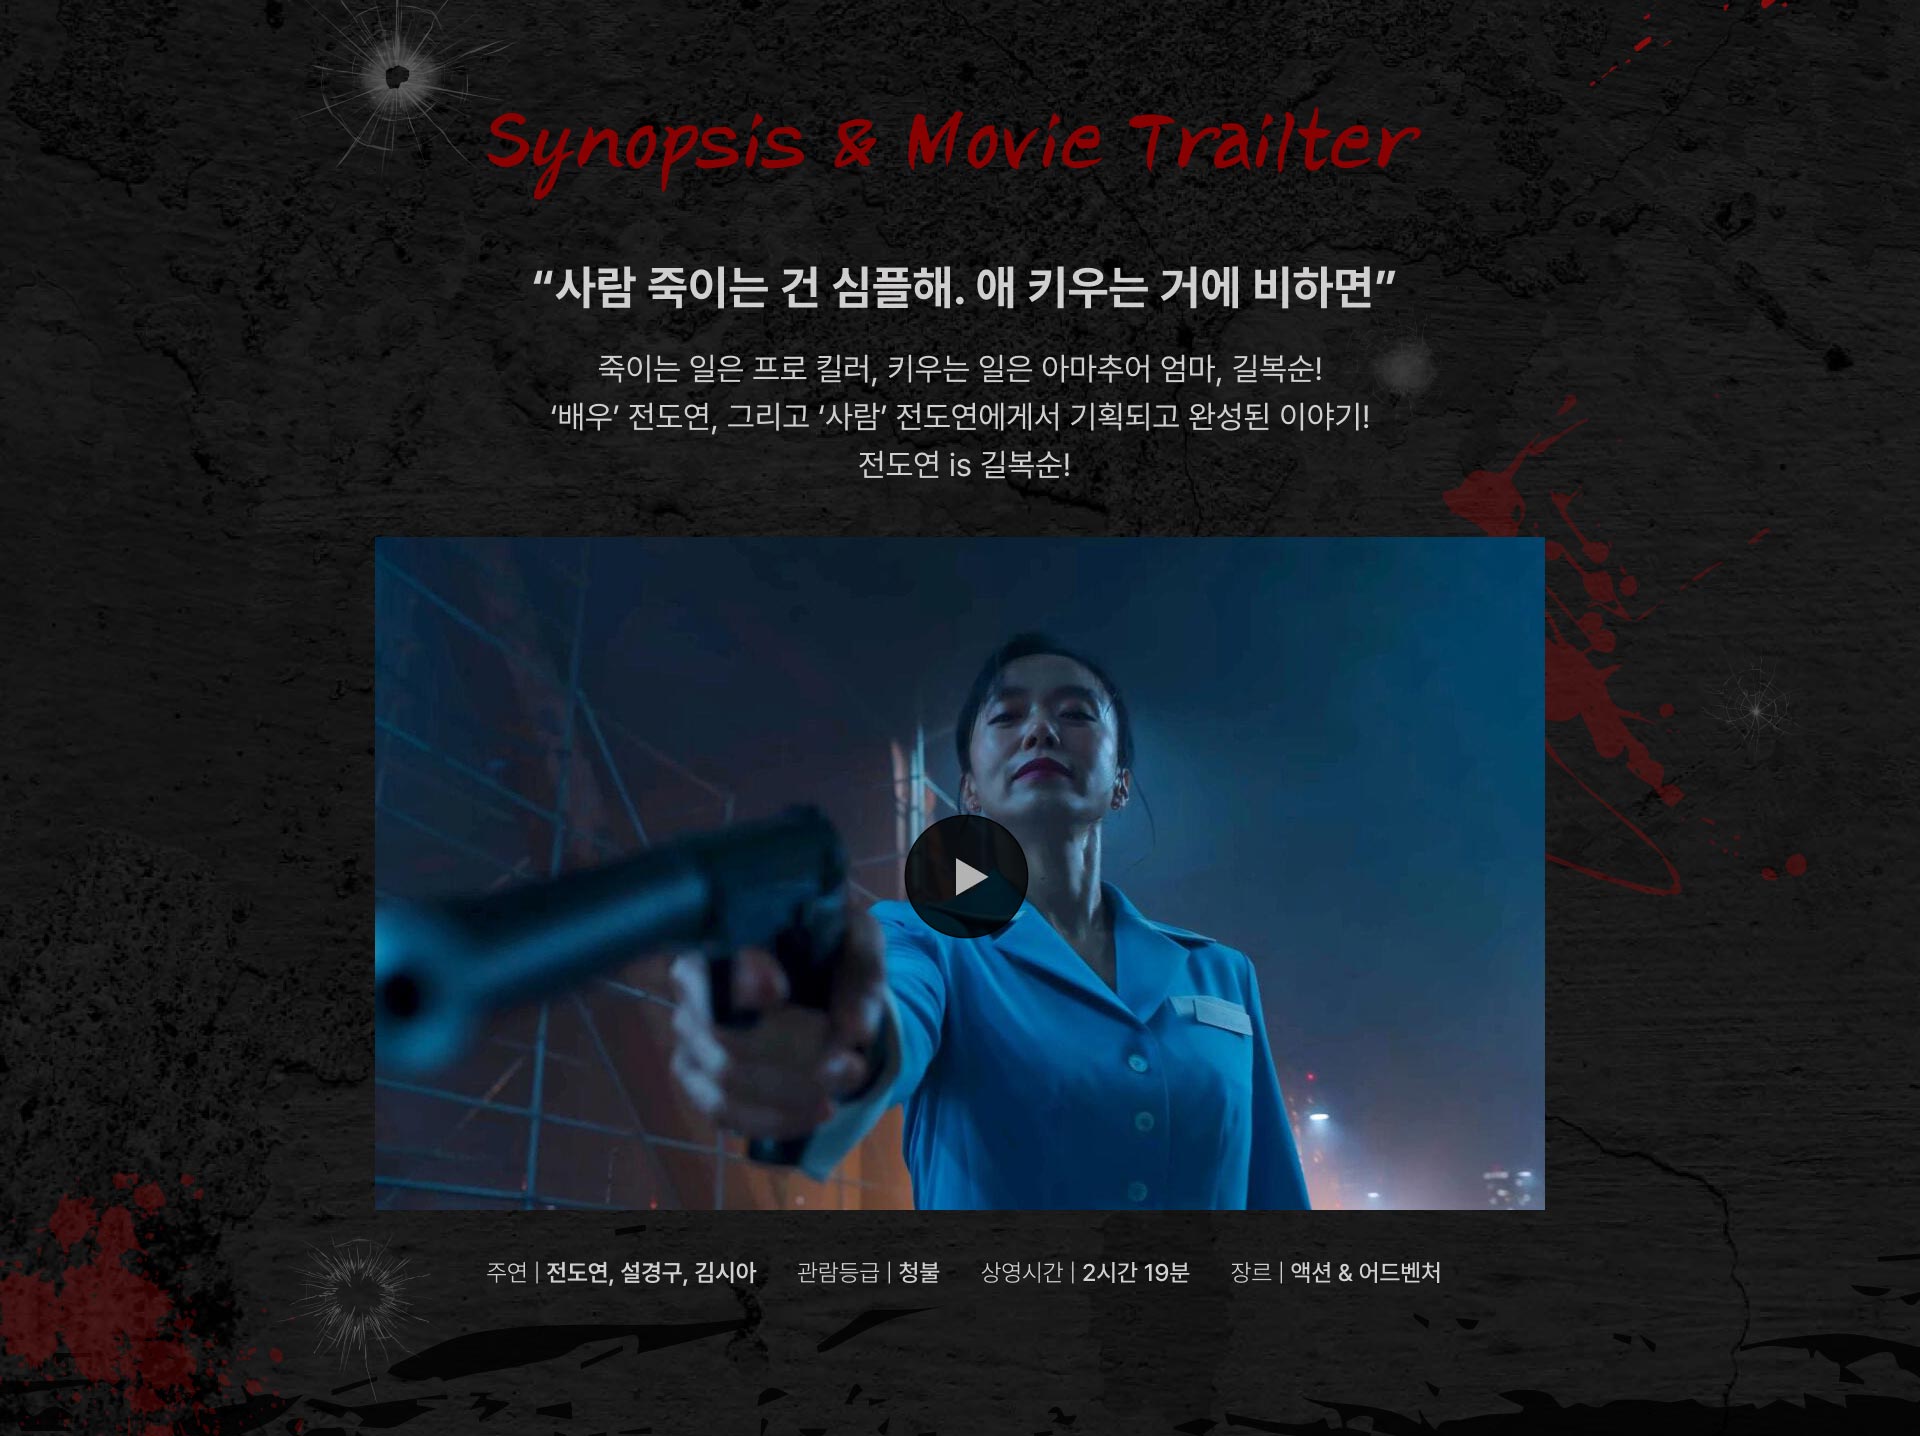 Synopsis & Movie Trailter
“사람 죽이는 건 심플해. 애 키우는 거에 비하면”
죽이는 일은 프로 킬러, 키우는 일은 아마추어 엄마, 길복순!
‘배우’ 전도연, 그리고 ‘사람’ 전도연에게서 기획되고 완성된 이야기!
전도연 is 길복순!
주연 | 전도연, 설경구, 김시아 관람등급 | 청불 상영시간 | 2시간 19분 장르 | 액션 & 어드벤처